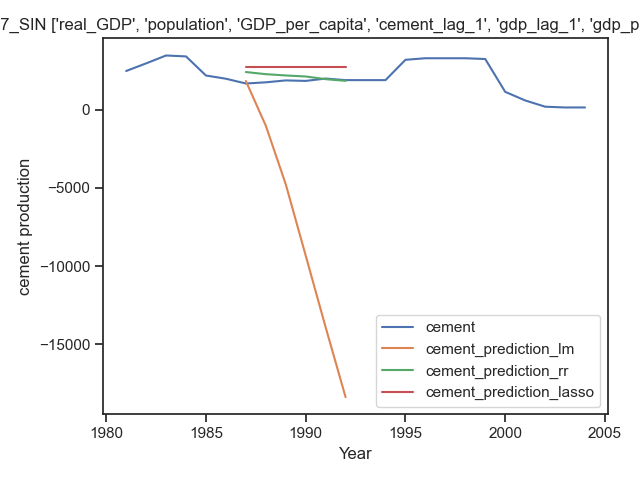 7_SIN ['real_GDP', 'population', 'GDP_per_capita', 'cement_lag_1', 'gdp_lag_1', 'gdp_p
0
−5000
−10000
−15000
cement production
1980
1985
1990
1995
2000
2005
Year
cement
cement_prediction_lm
cement_prediction_rr
cement_prediction_lasso